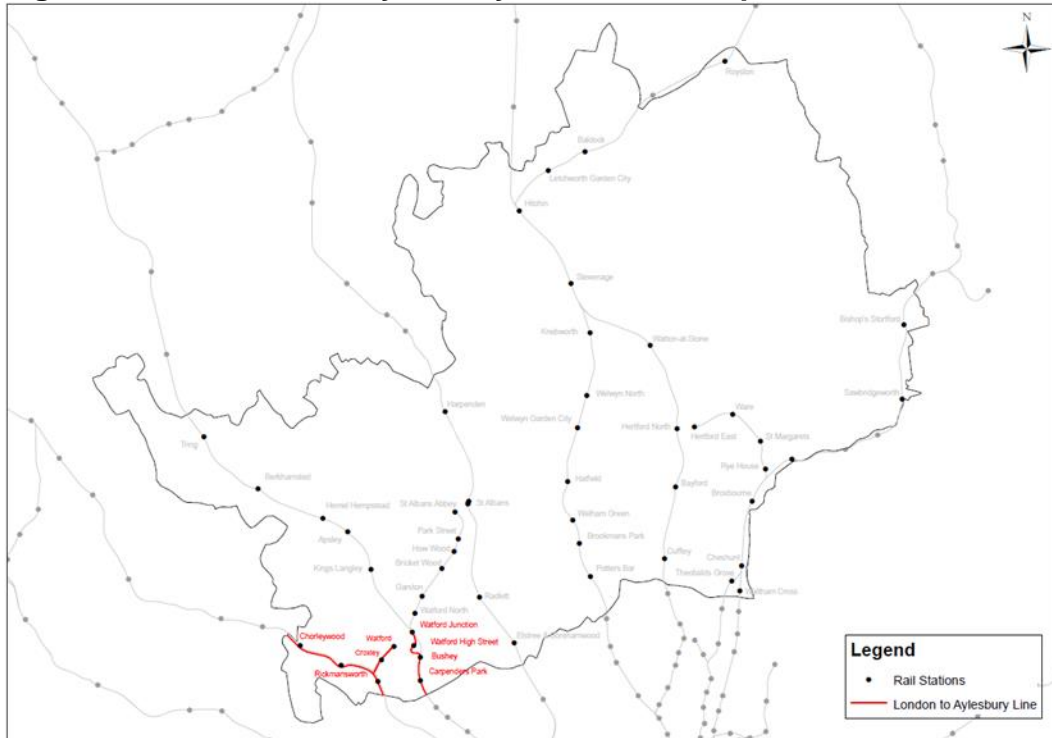 N
Royston
Baldock
Letchworth Garden City
Hitchin
Stevenage
Knebworth
Watton-at-Stone
Bishop's Stortford
Welwyn North
Sawbridgeworth
Harpenden
Ware
Welwyn Garden City
Hertford North
Hertford East
St Margarets
Tring
Rye House
Berkhamsted
Hatfield
Bayford
Broxbourne
Hemel Hempstead
St Albans Abbey
St Albans
Welham Green
Apsley
Park Street
Brookmans Park
How Wood
Cuffley
Cheshunt
Kings Langley
Bricket Wood
Potters Bar
Theobalds Grove
Waltham Cross
Garston
Radlett
Watford North
Watford Junction
Chorleywood
Watford
Watford High Street
Elstree & Borehamwood
Croxley
Bushey
Rickmansworth
Carpenders Park
Legend
Rail Stations
London to Aylesbury Line